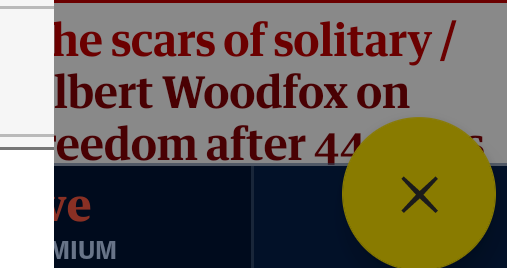 he scars of solitary /
lbert Woodfox on
reedom after 44 s
ve
MIUM